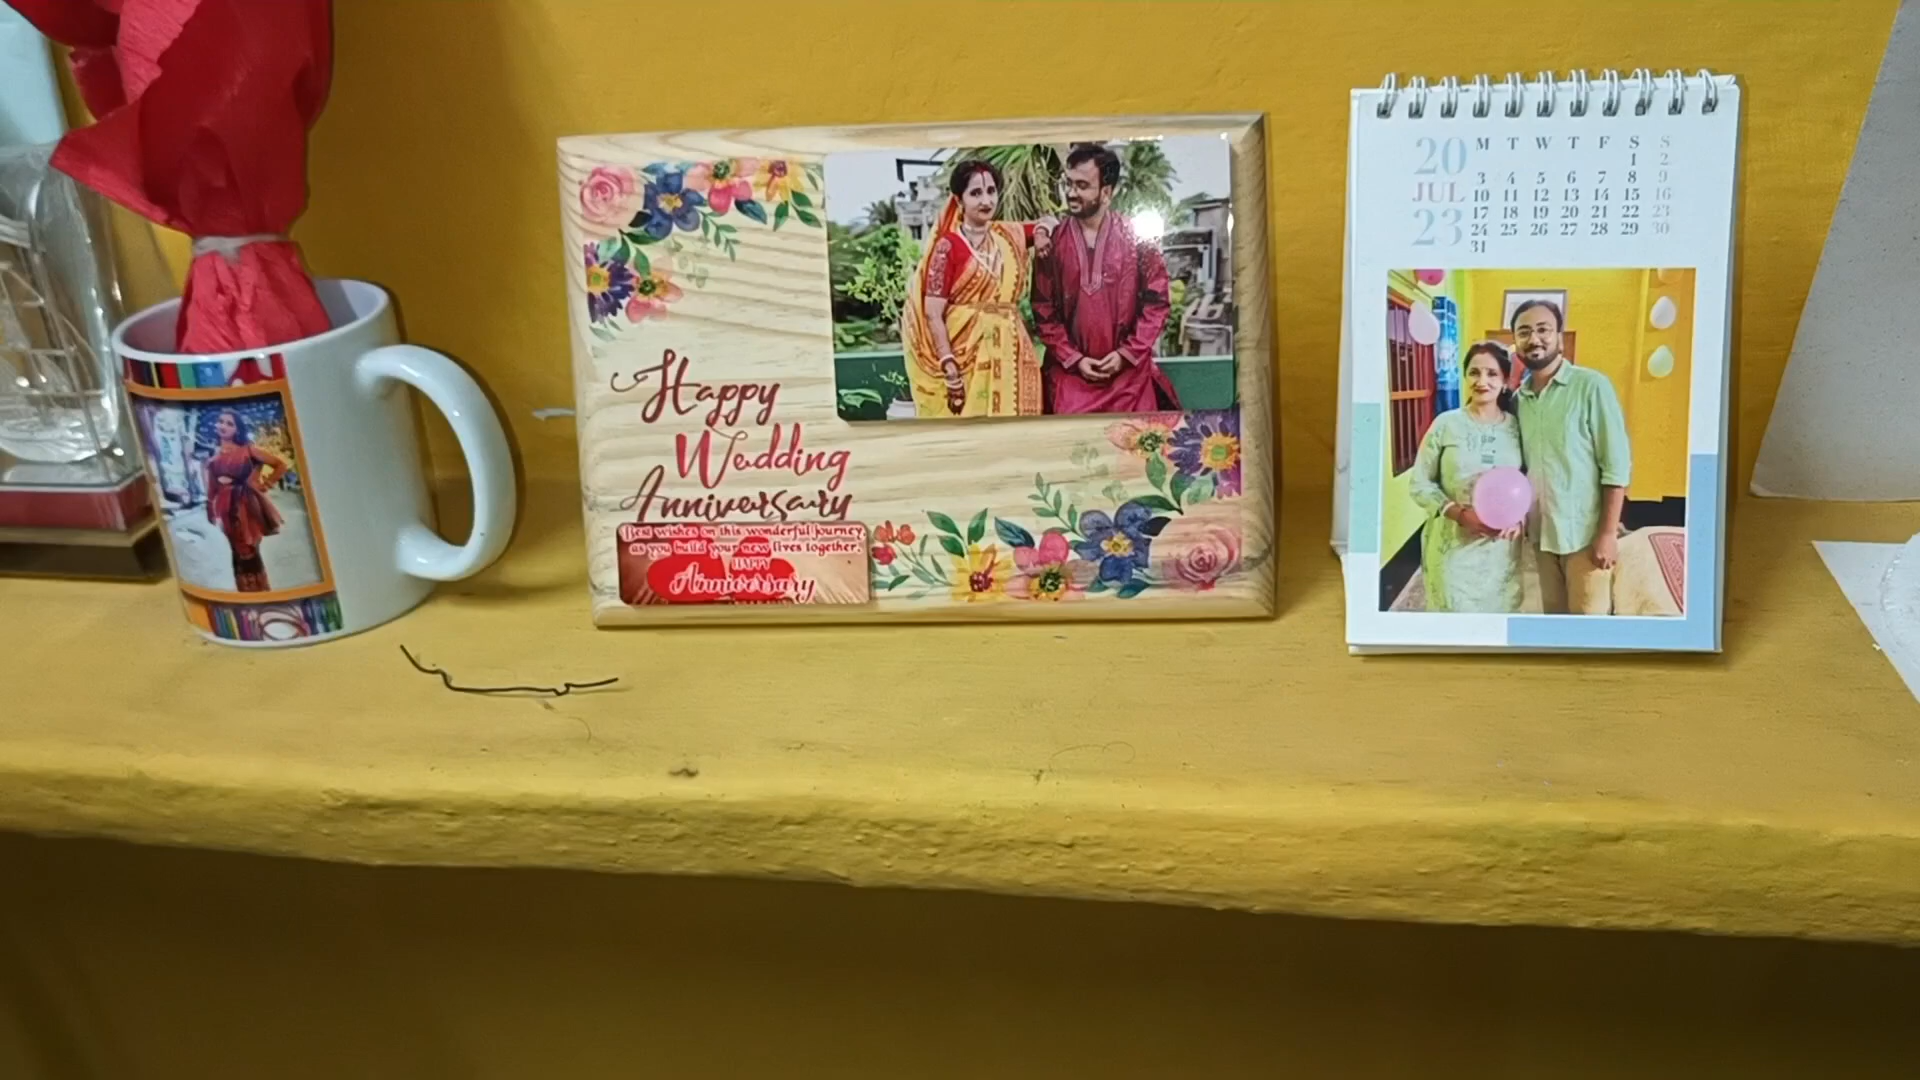 Happy
Wedding
Anniversary
Best wishes on this wonderful journey,
as you build your new lives together.
HAPPY
Anniversary
20
JUL
23
M T W T F S S
1 2
3 4 5 6 7 8 9
10 11 12 13 14 15 16
17 18 19 20 21 22 23
24 25 26 27 28 29 30
31